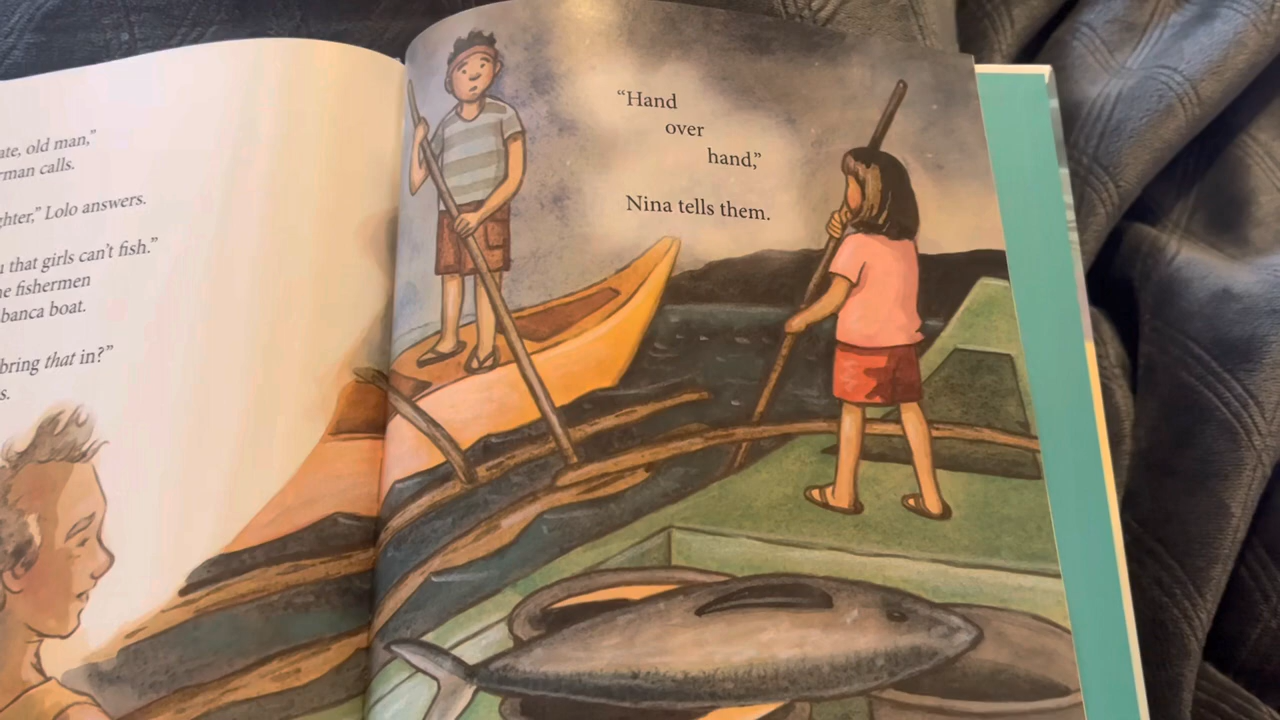 ate, old man,”
rman calls.
ghter,” Lolo answers.
that girls can’t fish.”
e fishermen
banca boat.
bring that in?”
s.
“Hand
over
hand,”
Nina tells them.